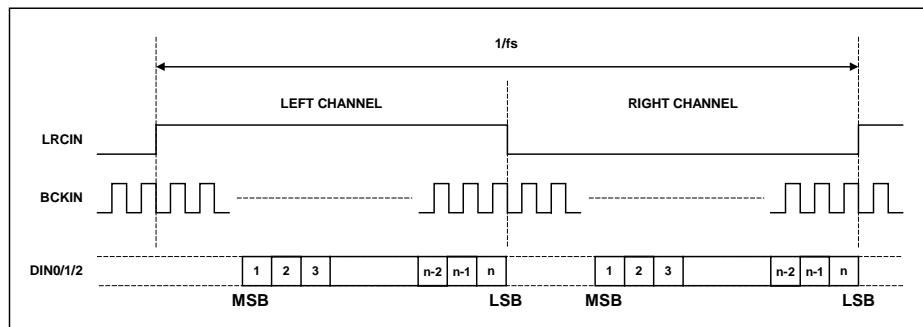 1/fs
LEFT CHANNEL RIGHT CHANNEL
LRCIN
BCKIN
DIN0/1/2 1 2 3 n-2 n-1 n 1 2 3 n-2 n-1 n
MSB LSB MSB LSB